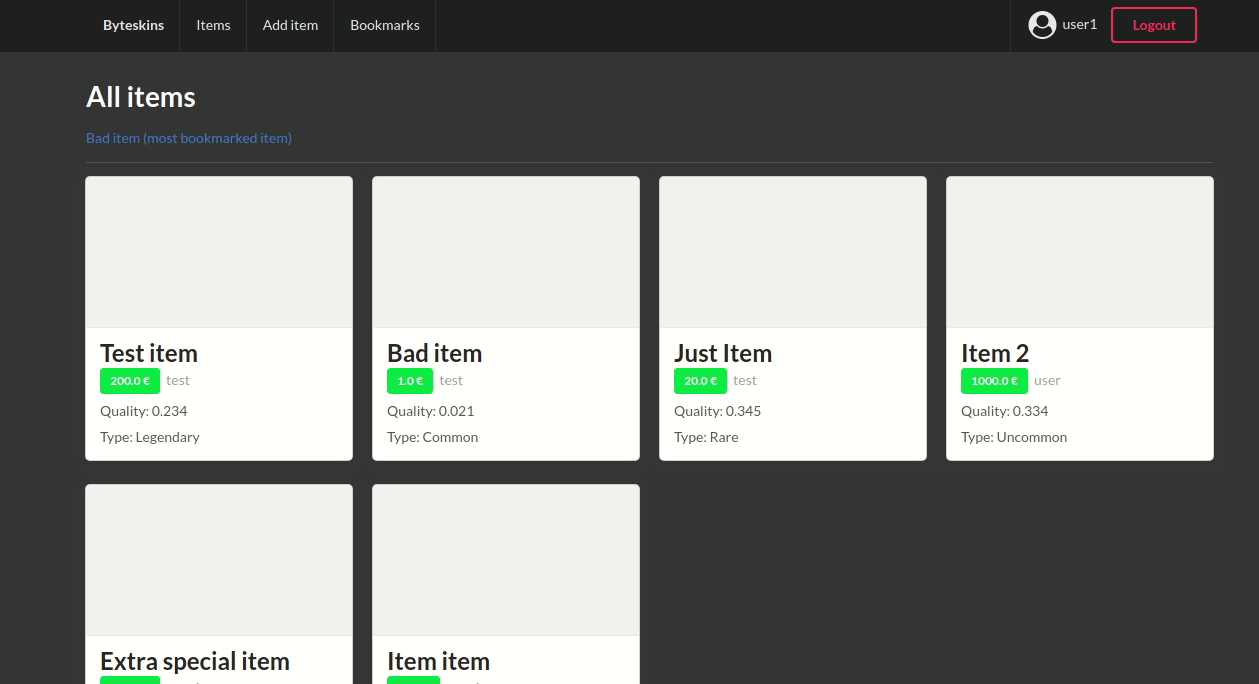 Byteskins Items Add item Bookmarks user1 Logout
All items
Bad item (most bookmarked item)
Test item
200.0 € test
Quality: 0.234
Type: Legendary
Bad item
1.0 € test
Quality: 0.021
Type: Common
Just Item
20.0 € test
Quality: 0.345
Type: Rare
Item 2
1000.0 € user
Quality: 0.334
Type: Uncommon
Extra special item
Item item